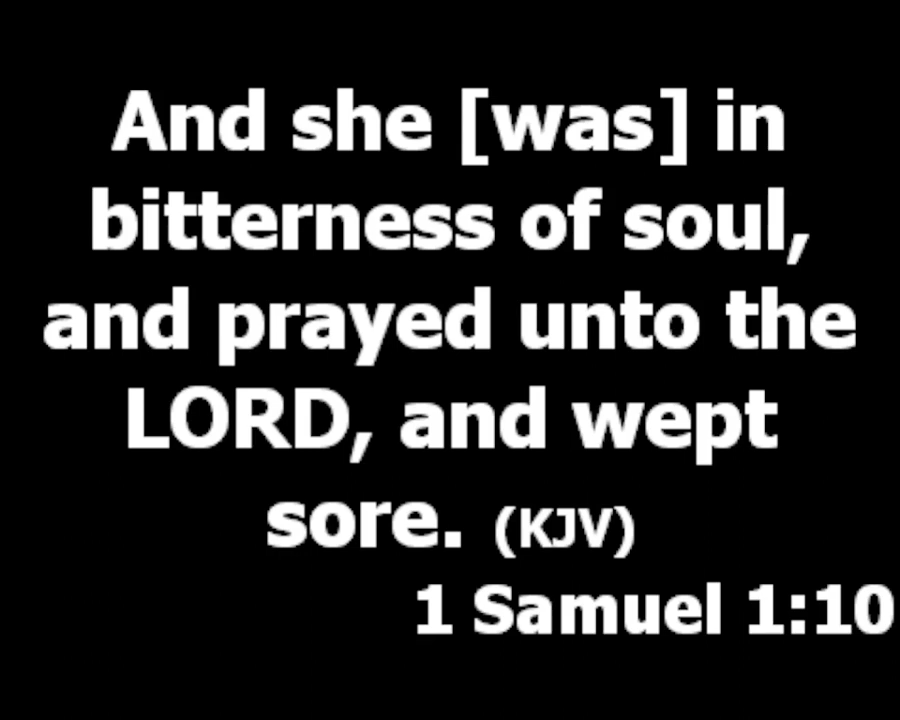 And she [was] in
bitterness of soul,
and prayed unto the
LORD, and wept
sore. (KJV)
1 Samuel 1:10